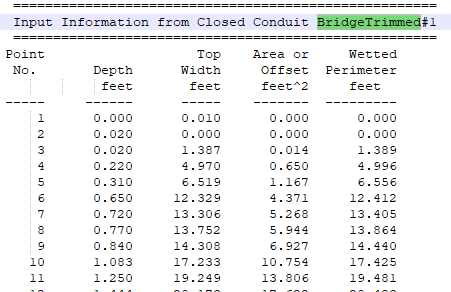 =====================================================
Input Information from Closed Conduit BridgeTrimmed#1
=====================================================
Point Top Area or Wetted
No. Depth Width Offset Perimeter
feet feet feet^2 feet
----- ------ ------ ------- ---------
1 0.000 0.010 0.000 0.000
2 0.020 0.000 0.000 0.000
3 0.020 1.387 0.014 1.389
4 0.220 4.970 0.650 4.996
5 0.310 6.519 1.167 6.556
6 0.650 12.329 4.371 12.412
7 0.720 13.306 5.268 13.405
8 0.770 13.752 5.944 13.864
9 0.840 14.308 6.927 14.440
10 1.083 17.233 10.754 17.425
11 1.250 19.249 13.806 19.481